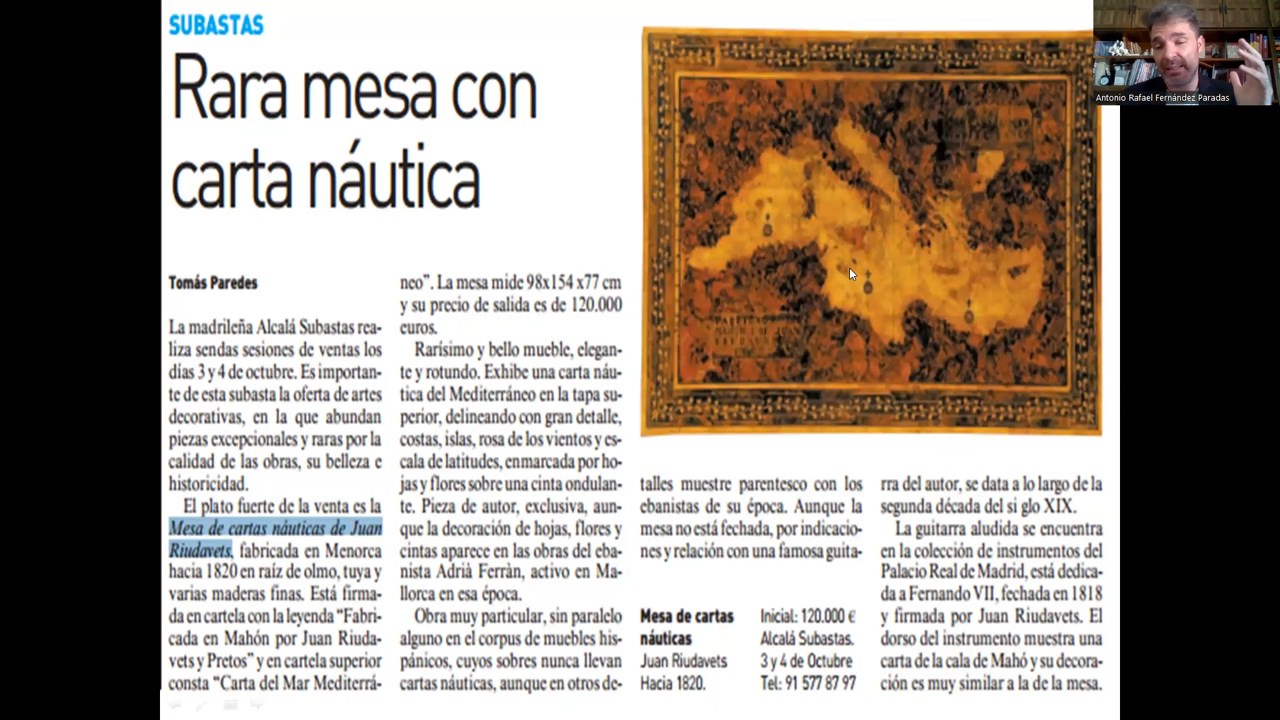 SUBASTAS
Rara mesa con
carta náutica
Tomás Paredes
La madrileña Alcalá Subastas rea-
liza sendas sesiones de ventas los
días 3 y 4 de octubre. Es importan-
te de esta subasta la oferta de artes
decorativas, en la que abundan
piezas excepcionales y raras por la
calidad de las obras, su belleza e
historicidad.
El plato fuerte de la venta es la
Mesa de cartas náuticas de Juan
Riudavets, fabricada en Menorca
hacia 1820 en raíz de olmo, tuya y
varias maderas finas. Está firma-
da en cartela con la leyenda “Fabri-
cada en Mahón por Juan Riuda-
vets y Pretos” y en cartela superior
consta “Carta del Mar Mediterrá-
neo”. La mesa mide 98x154 x77 cm
y su precio de salida es de 120.000
euros.
Rarísimo y bello mueble, elegan-
te y rotundo. Exhibe una carta náu-
tica del Mediterráneo en la tapa su-
perior, delineando con gran detalle,
costas, islas, rosa de los vientos y es-
cala de latitudes, enmarcada por ho-
jas y flores sobre una cinta ondulan-
te. Pieza de autor, exclusiva, aun-
que la decoración de hojas, flores y
cintas aparece en las obras del eba-
nista Adrià Ferràn, activo en Ma-
llorca en esa época.
Obra muy particular, sin paralelo
alguno en el corpus de muebles his-
pánicos, cuyos sobres nunca llevan
cartas náuticas, aunque en otros de-
talles muestre parentesco con los
ebanistas de su época. Aunque la
mesa no está fechada, por indicacio-
nes y relación con una famosa guita-
rra del autor, se data a lo largo de la
segunda década del si glo XIX.
La guitarra aludida se encuentra
en la colección de instrumentos del
Palacio Real de Madrid, está dedica-
da a Fernando VII, fechada en 1818
y firmada por Juan Riudavets. El
dorso del instrumento muestra una
carta de la cala de Mahó y su decora-
ción es muy similar a la de la mesa.
Mesa de cartas
náuticas
Juan Riudavets
Hacia 1820.
Inicial: 120.000 €
Alcalá Subastas.
3 y 4 de Octubre
Tel: 91 577 87 97
Antonio Rafael Fernández Paradas